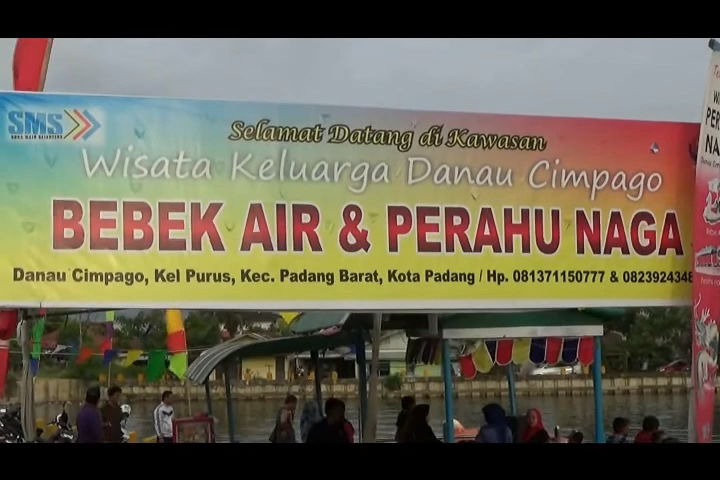 SMS
Selamat Datang di Kawasan
Wisata Keluarga Danau Cimpago
BEBEK AIR & PERAHU NAGA
Danau Cimpago, Kel Purus, Kec. Padang Barat, Kota Padang / Hp. 081371150777 & 0823924348